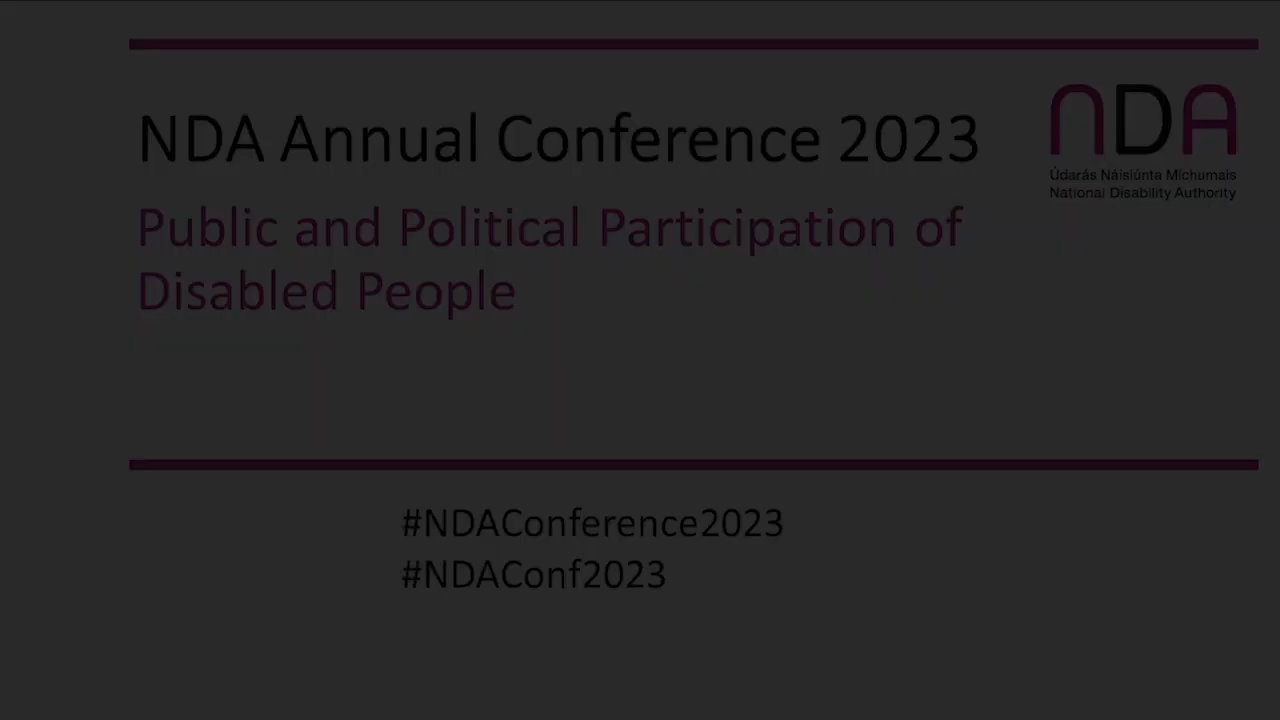 NDA Annual Conference 2023
NDA
Údarás Náisiúnta Míchumais
National Disability Authority
Public and Political Participation of
Disabled People
#NDAConference2023
#NDAConf2023